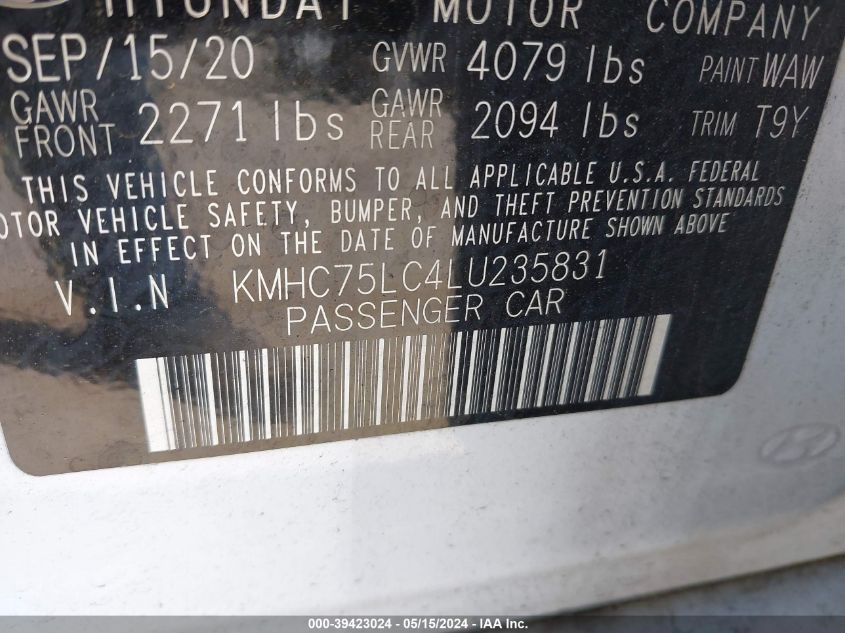 HYUNDAI MOTOR COMPANY
SEP/15/20 GVWR 4079 lbs PAINT WAW
GAWR FRONT 2271 lbs GAWR REAR 2094 lbs TRIM T9Y
THIS VEHICLE CONFORMS TO ALL APPLICABLE U.S.A. FEDERAL
MOTOR VEHICLE SAFETY, BUMPER, AND THEFT PREVENTION STANDARDS
IN EFFECT ON THE DATE OF MANUFACTURE SHOWN ABOVE
V.I.N KMHC75LC4LU235831
PASSENGER CAR
000-39423024 - 05/15/2024 - IAA Inc.